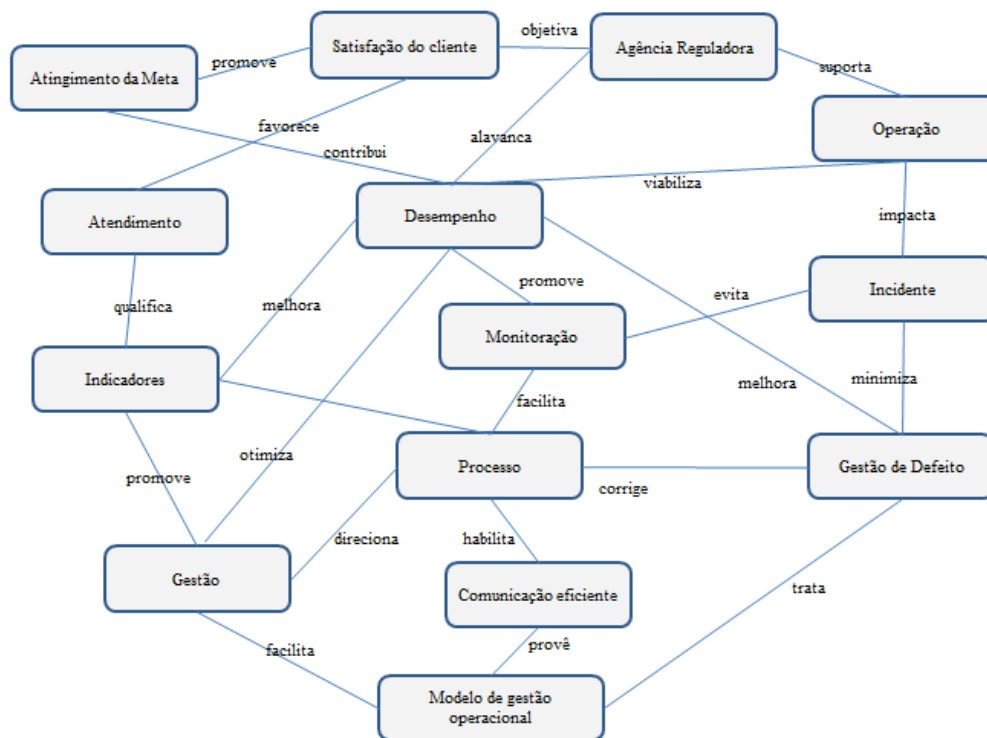 objetiva
Satisfação do cliente
Agência Reguladora
promove
Atingimento da Meta
suporta
Operação
favorece
alavanca
contribui
viabiliza
Atendimento
Desempenho
impacta
qualifica
melhora
promove
evita
Incidente
Monitoração
Indicadores
melhora
minimiza
facilita
otimiza
Processo
Gestão de Defeito
promove
corrige
direciona
habilita
Gestão
Comunicação eficiente
trata
facilita
provê
Modelo de gestão
operacional